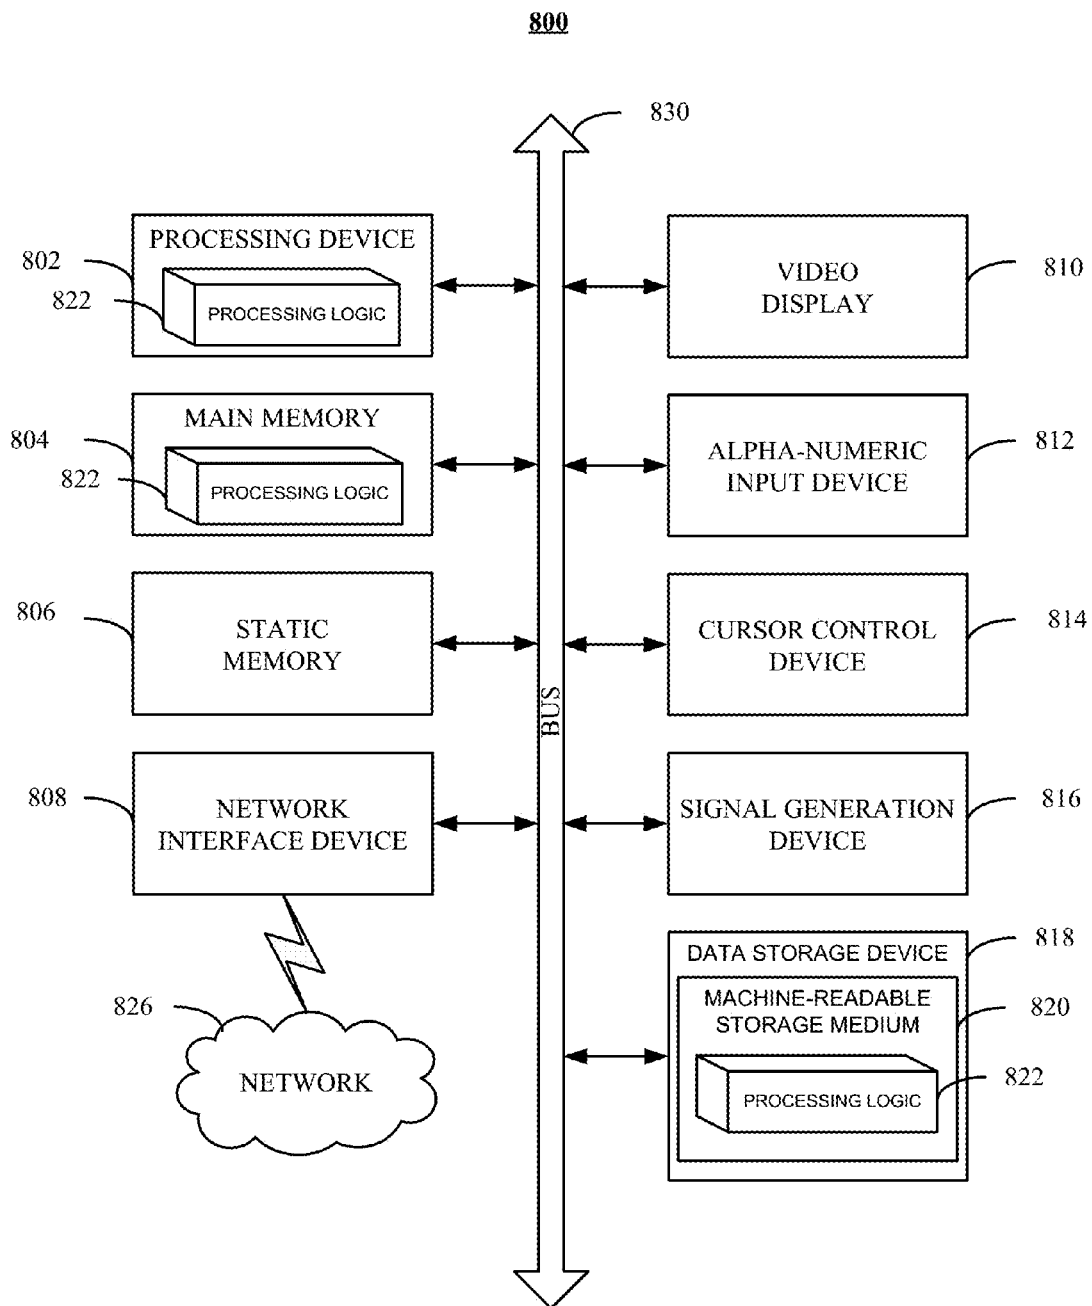 800
830
PROCESSING DEVICE
802
822
PROCESSING LOGIC
VIDEO
DISPLAY
810
MAIN MEMORY
804
822
PROCESSING LOGIC
ALPHA-NUMERIC
INPUT DEVICE
812
806
STATIC
MEMORY
CURSOR CONTROL
DEVICE
814
BUS
808
NETWORK
INTERFACE DEVICE
SIGNAL GENERATION
DEVICE
816
826
NETWORK
DATA STORAGE DEVICE
818
MACHINE-READABLE
STORAGE MEDIUM
820
PROCESSING LOGIC
822